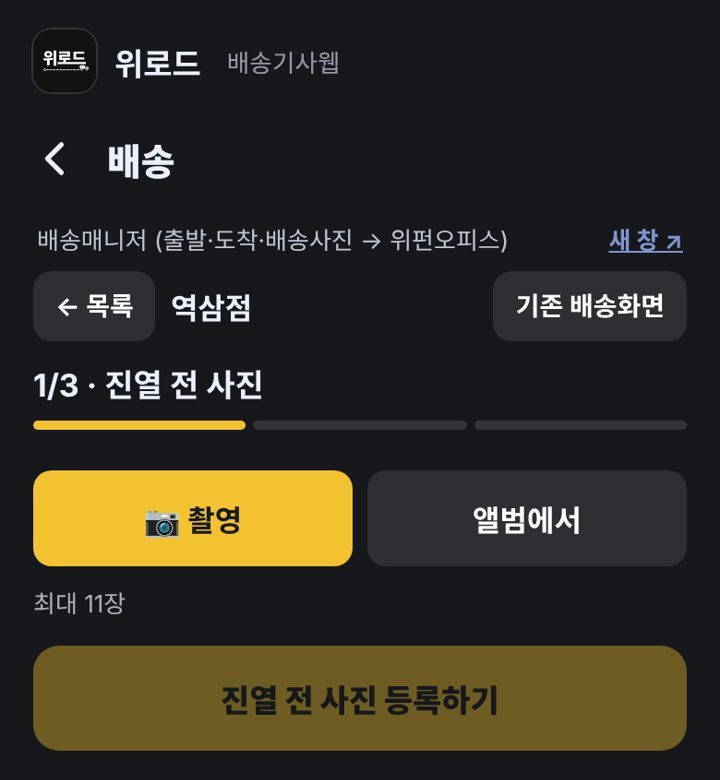 위로드
위로드 배송기사웹
배송
배송매니저 (출발·도착·배송사진 → 위펀오피스) 새 창 ↗
← 목록 역삼점 기존 배송화면
1/3 · 진열 전 사진
📷 촬영 앨범에서
최대 11장
진열 전 사진 등록하기